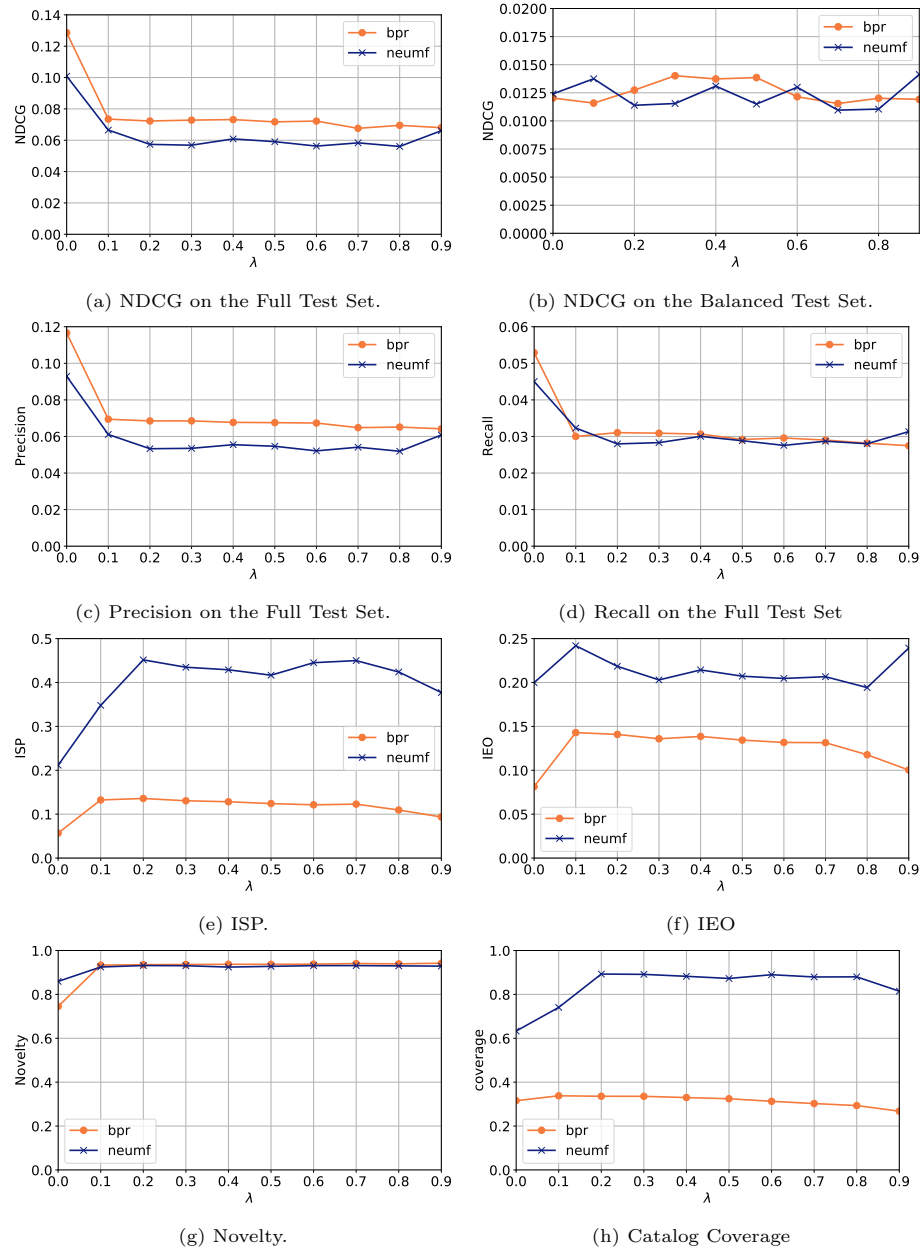 0.14
0.12
0.10
0.08
0.06
0.04
0.02
0.00
NDCG
bpr
neumf
0.0 0.1 0.2 0.3 0.4 0.5 0.6 0.7 0.8 0.9
λ
(a) NDCG on the Full Test Set.
0.0200
0.0175
0.0150
0.0125
0.0100
0.0075
0.0050
0.0025
0.0000
NDCG
bpr
neumf
0.0 0.2 0.4 0.6 0.8
λ
(b) NDCG on the Balanced Test Set.
0.12
0.10
0.08
0.06
0.04
0.02
0.00
Precision
bpr
neumf
0.0 0.1 0.2 0.3 0.4 0.5 0.6 0.7 0.8 0.9
λ
(c) Precision on the Full Test Set.
0.06
0.05
0.04
0.03
0.02
0.01
0.00
Recall
bpr
neumf
0.0 0.1 0.2 0.3 0.4 0.5 0.6 0.7 0.8 0.9
λ
(d) Recall on the Full Test Set
0.5
0.4
0.3
0.2
0.1
0.0
ISP
bpr
neumf
0.0 0.1 0.2 0.3 0.4 0.5 0.6 0.7 0.8 0.9
λ
(e) ISP.
0.25
0.20
0.15
0.10
0.05
0.00
IEO
bpr
neumf
0.0 0.1 0.2 0.3 0.4 0.5 0.6 0.7 0.8 0.9
λ
(f) IEO
1.0
0.8
0.6
0.4
0.2
0.0
Novelty
bpr
neumf
0.0 0.1 0.2 0.3 0.4 0.5 0.6 0.7 0.8 0.9
λ
(g) Novelty.
1.0
0.8
0.6
0.4
0.2
0.0
coverage
bpr
neumf
0.0 0.1 0.2 0.3 0.4 0.5 0.6 0.7 0.8 0.9
λ
(h) Catalog Coverage